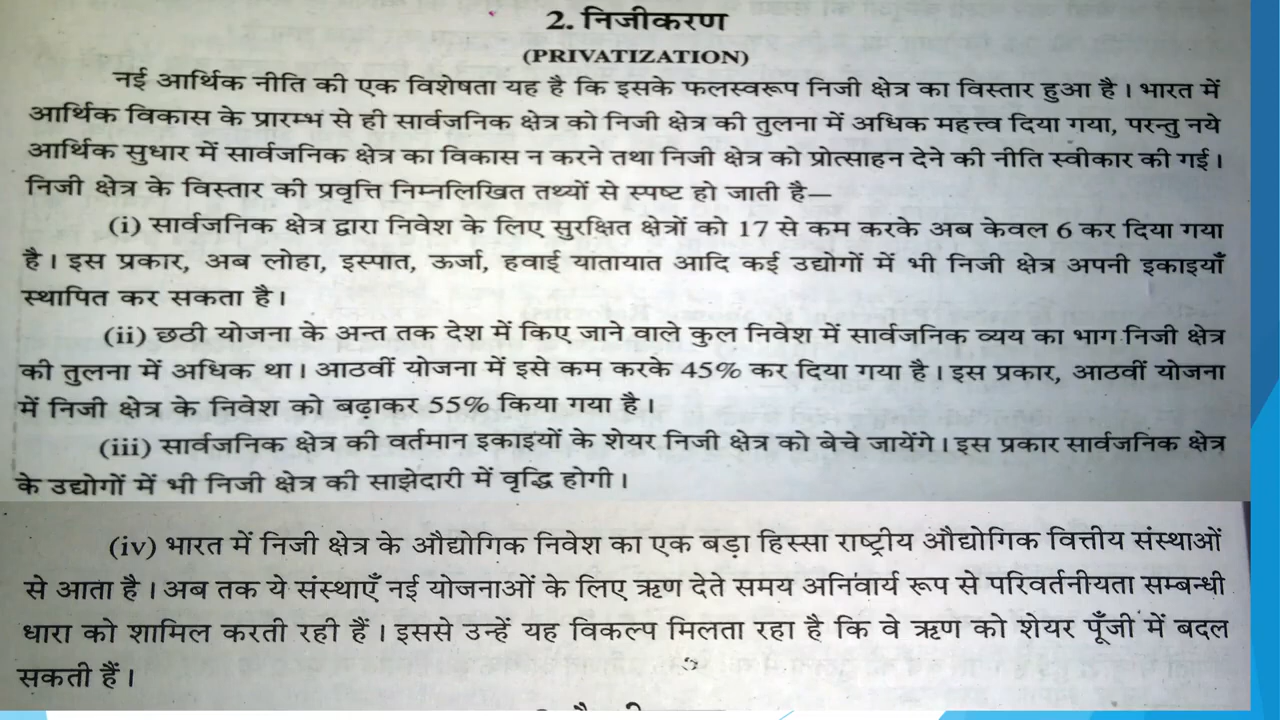 2. निजीकरण
(PRIVATIZATION)
नई आर्थिक नीति की एक विशेषता यह है कि इसके फलस्वरूप निजी क्षेत्र का विस्तार हुआ है। भारत में
आर्थिक विकास के प्रारम्भ से ही सार्वजनिक क्षेत्र को निजी क्षेत्र की तुलना में अधिक महत्त्व दिया गया, परन्तु नये
आर्थिक सुधार में सार्वजनिक क्षेत्र का विकास न करने तथा निजी क्षेत्र को प्रोत्साहन देने की नीति स्वीकार की गई।
निजी क्षेत्र के विस्तार की प्रवृत्ति निम्नलिखित तथ्यों से स्पष्ट हो जाती है—
(i) सार्वजनिक क्षेत्र द्वारा निवेश के लिए सुरक्षित क्षेत्रों को 17 से कम करके अब केवल 6 कर दिया गया
है। इस प्रकार, अब लोहा, इस्पात, ऊर्जा, हवाई यातायात आदि कई उद्योगों में भी निजी क्षेत्र अपनी इकाइयाँ
स्थापित कर सकता है।
(ii) छठी योजना के अन्त तक देश में किए जाने वाले कुल निवेश में सार्वजनिक व्यय का भाग निजी क्षेत्र
की तुलना में अधिक था। आठवीं योजना में इसे कम करके 45% कर दिया गया है। इस प्रकार, आठवीं योजना
में निजी क्षेत्र के निवेश को बढ़ाकर 55% किया गया है।
(iii) सार्वजनिक क्षेत्र की वर्तमान इकाइयों के शेयर निजी क्षेत्र को बेचे जायेंगे। इस प्रकार सार्वजनिक क्षेत्र
के उद्योगों में भी निजी क्षेत्र की साझेदारी में वृद्धि होगी।
(iv) भारत में निजी क्षेत्र के औद्योगिक निवेश का एक बड़ा हिस्सा राष्ट्रीय औद्योगिक वित्तीय संस्थाओं
से आता है। अब तक ये संस्थाएँ नई योजनाओं के लिए ऋण देते समय अनिवार्य रूप से परिवर्तनीयता सम्बन्धी
धारा को शामिल करती रही हैं। इससे उन्हें यह विकल्प मिलता रहा है कि वे ऋण को शेयर पूँजी में बदल
सकती हैं।